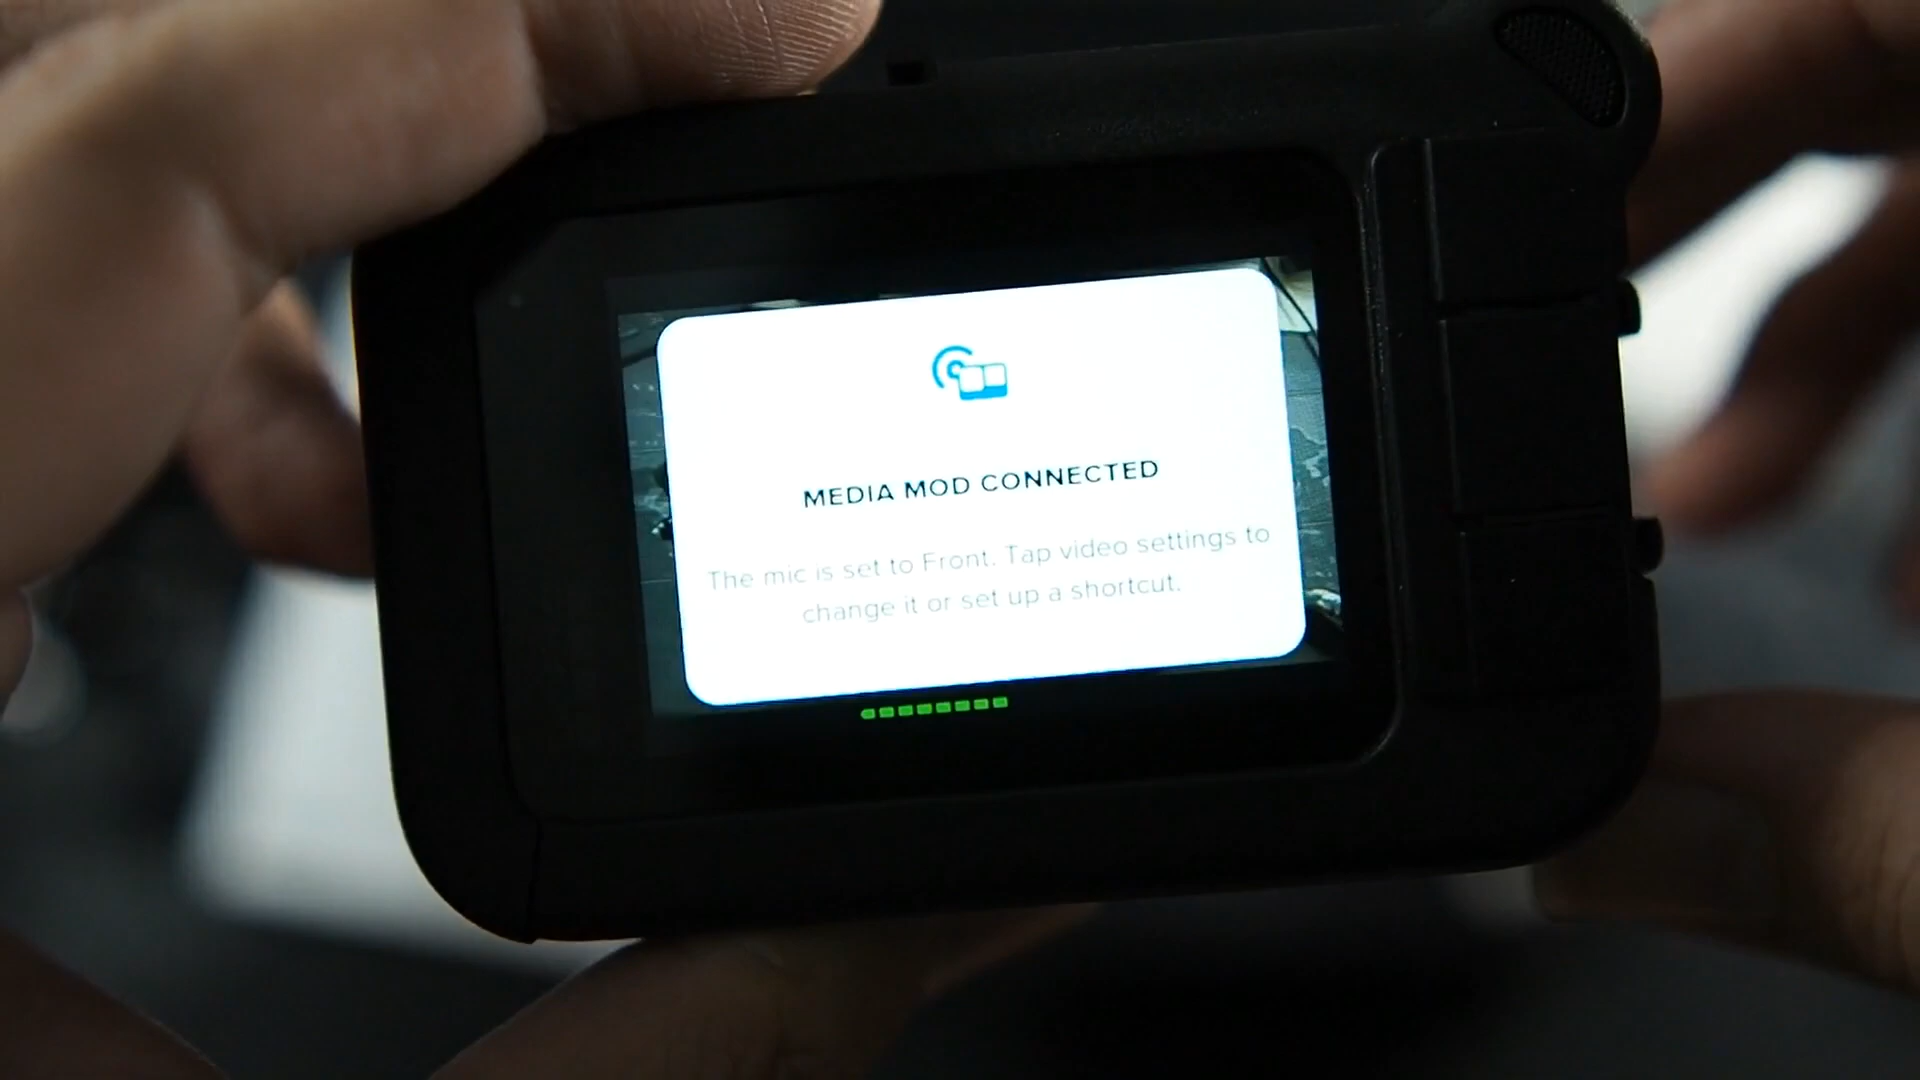 MEDIA MOD CONNECTED
The mic is set to Front. Tap video settings to
change it or set up a shortcut.